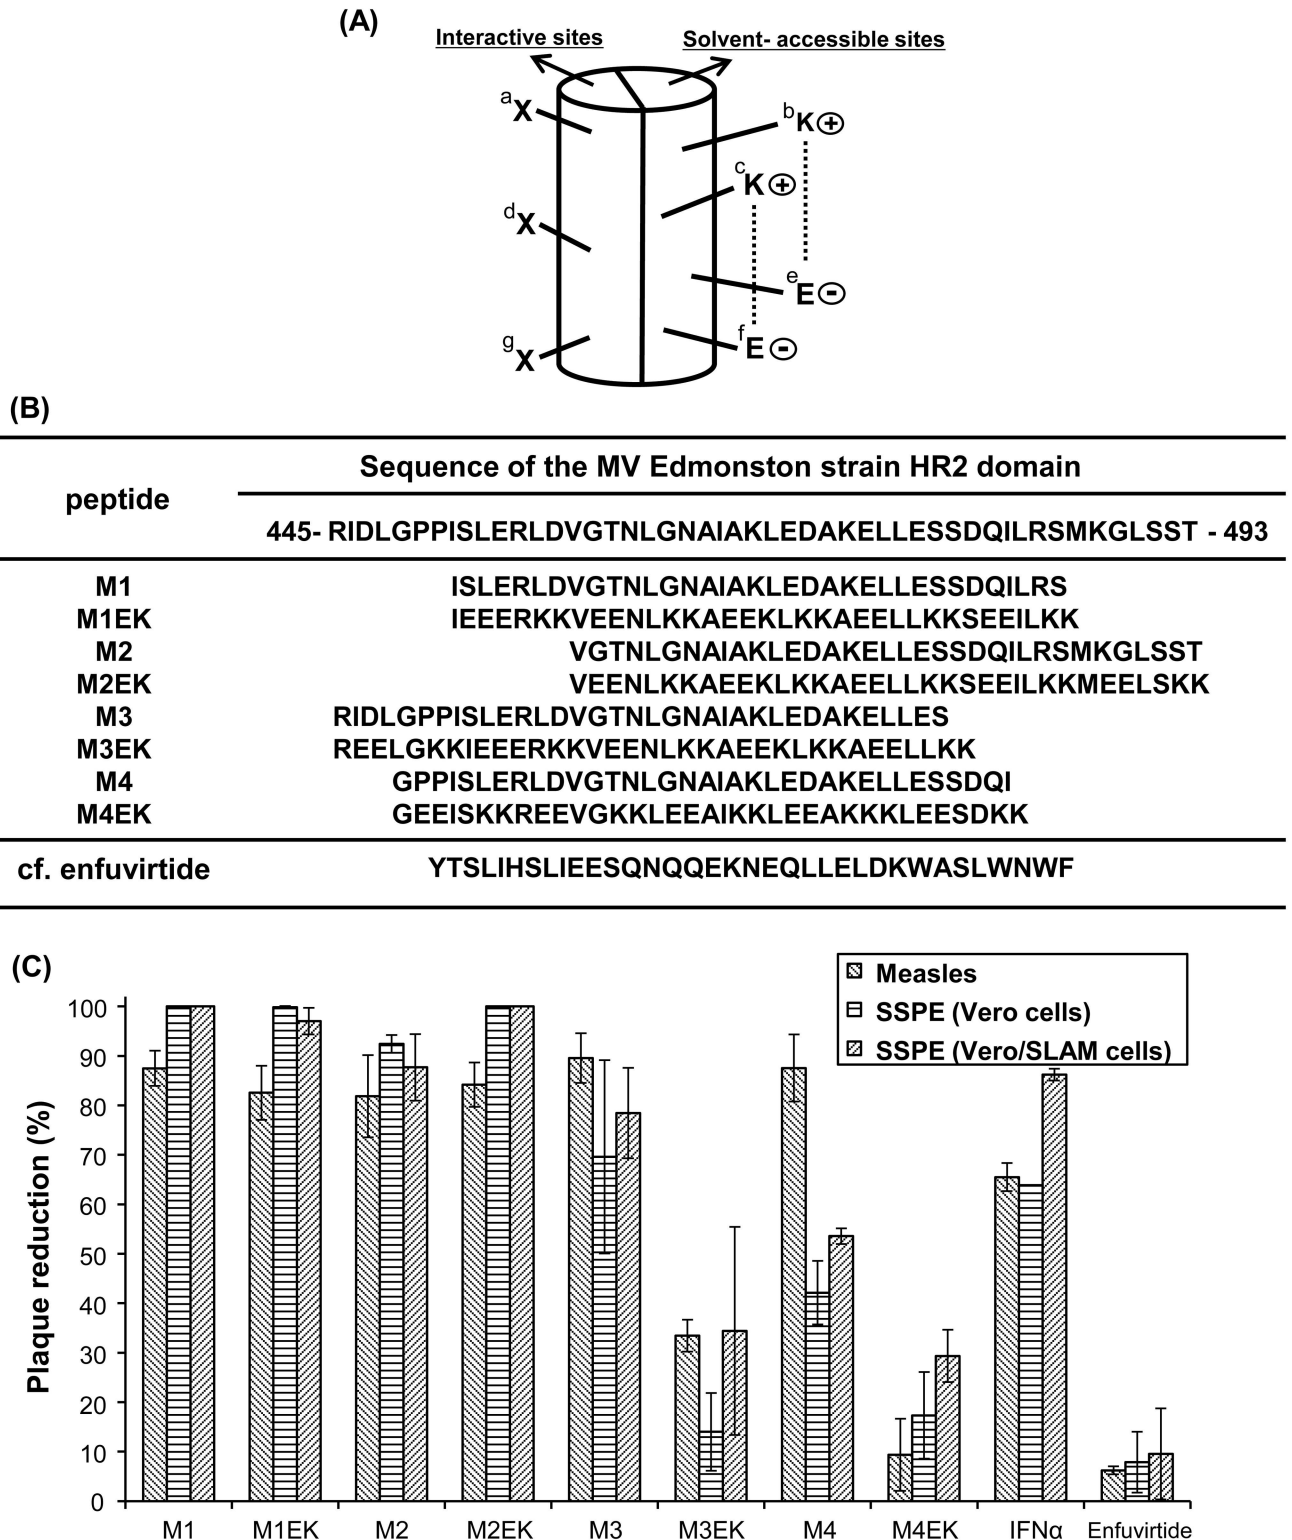 (A)
Interactive sites
Solvent- accessible sites
aX
bK+
cK+
dX
eE-
fE-
gX
(B)
peptide
Sequence of the MV Edmonston strain HR2 domain
445- RIDLGPPISLERLDVGTNLGNAIAKLEDAKELLESSDQILRSMKGLSST - 493
M1 ISLERLDVGTNLGNAIAKLEDAKELLESSDQILRS
M1EK IEEERKKVEENLKKAEEKLKKAEELLKKSEEILKK
M2 VGTNLGNAIAKLEDAKELLESSDQILRSMKGLSST
M2EK VEENLKKAEEKLKKAEELLKKSEEILKKMEELSKK
M3 RIDLGPPISLERLDVGTNLGNAIAKLEDAKELLES
M3EK REELGKKIEEERKKVEENLKKAEEKLKKAEELLKK
M4 GPPISLERLDVGTNLGNAIAKLEDAKELLESSDQI
M4EK GEEISKKREEVGKKLEEAIKKLEEAKKKLEESDKK
cf. enfuvirtide YTSLIHSLIEESQNQQEKNEQLLELDKWASLWNWF
(C)
Measles
SSPE (Vero cells)
SSPE (Vero/SLAM cells)
Plaque reduction (%)
100
90
80
70
60
50
40
30
20
10
0
M1 M1EK M2 M2EK M3 M3EK M4 M4EK IFNα Enfuvirtide